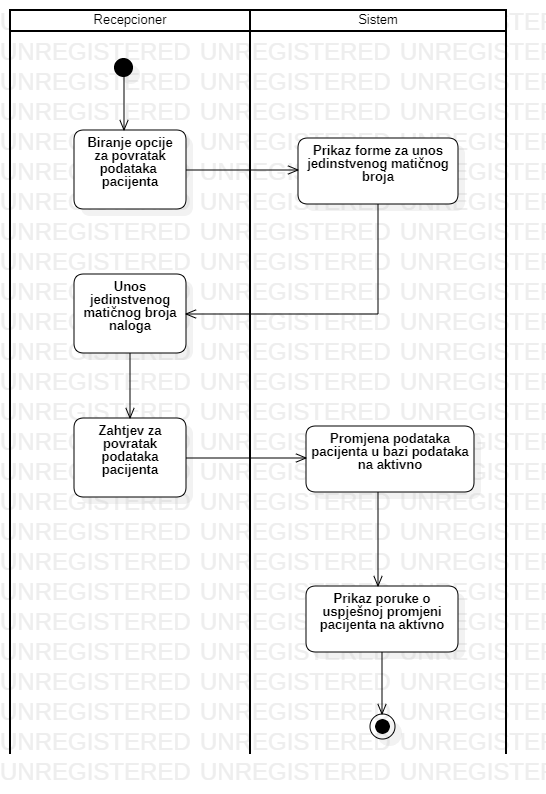 Recepcioner
Sistem
Biranje opcije
za povratak
podataka
pacijenta
Prikaz forme za unos
jedinstvenog matičnog
broja
Unos
jedinstvenog
matičnog broja
naloga
Zahtjev za
povratak
podataka
pacijenta
Promjena podataka
pacijenta u bazi podataka
na aktivno
Prikaz poruke o
uspješnoj promjeni
pacijenta na aktivno
UNREGISTERED